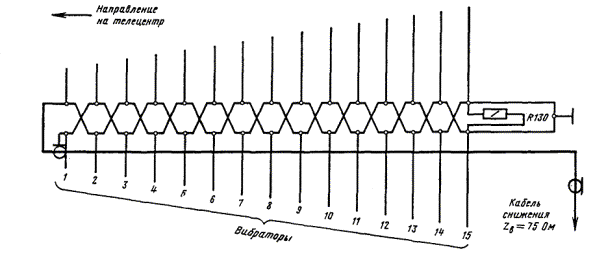 Направление
на телецентр
R130
1 2 3 4 5 6 7 8 9 10 11 12 13 14 15
Вибраторы
Кабель
снижения
Zв = 75 Ом